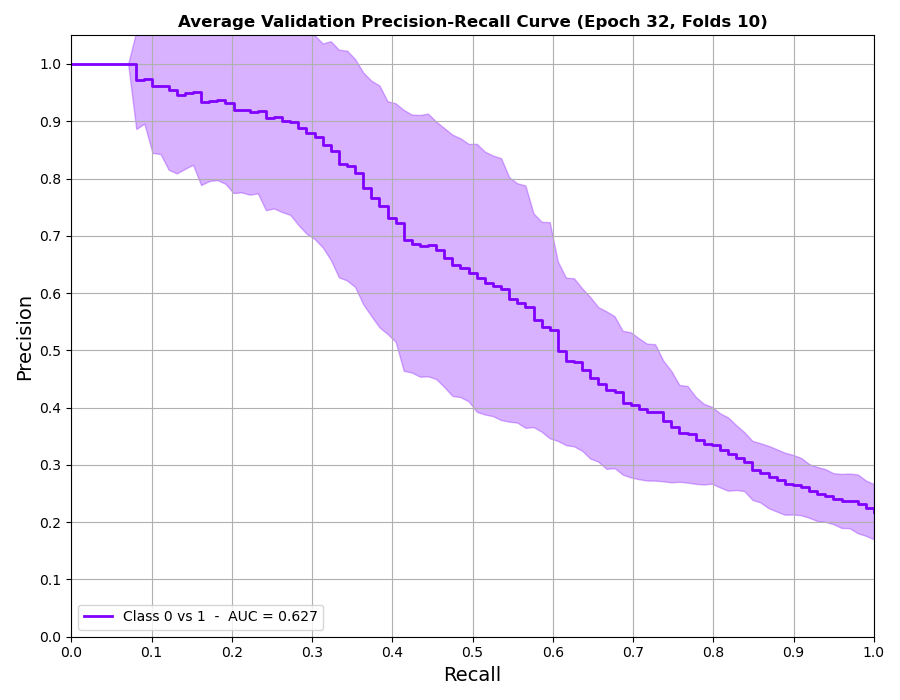 Average Validation Precision-Recall Curve (Epoch 32, Folds 10)
Precision
1.0
0.9
0.8
0.7
0.6
0.5
0.4
0.3
0.2
0.1
0.0
Class 0 vs 1 - AUC = 0.627
0.0 0.1 0.2 0.3 0.4 0.5 0.6 0.7 0.8 0.9 1.0
Recall